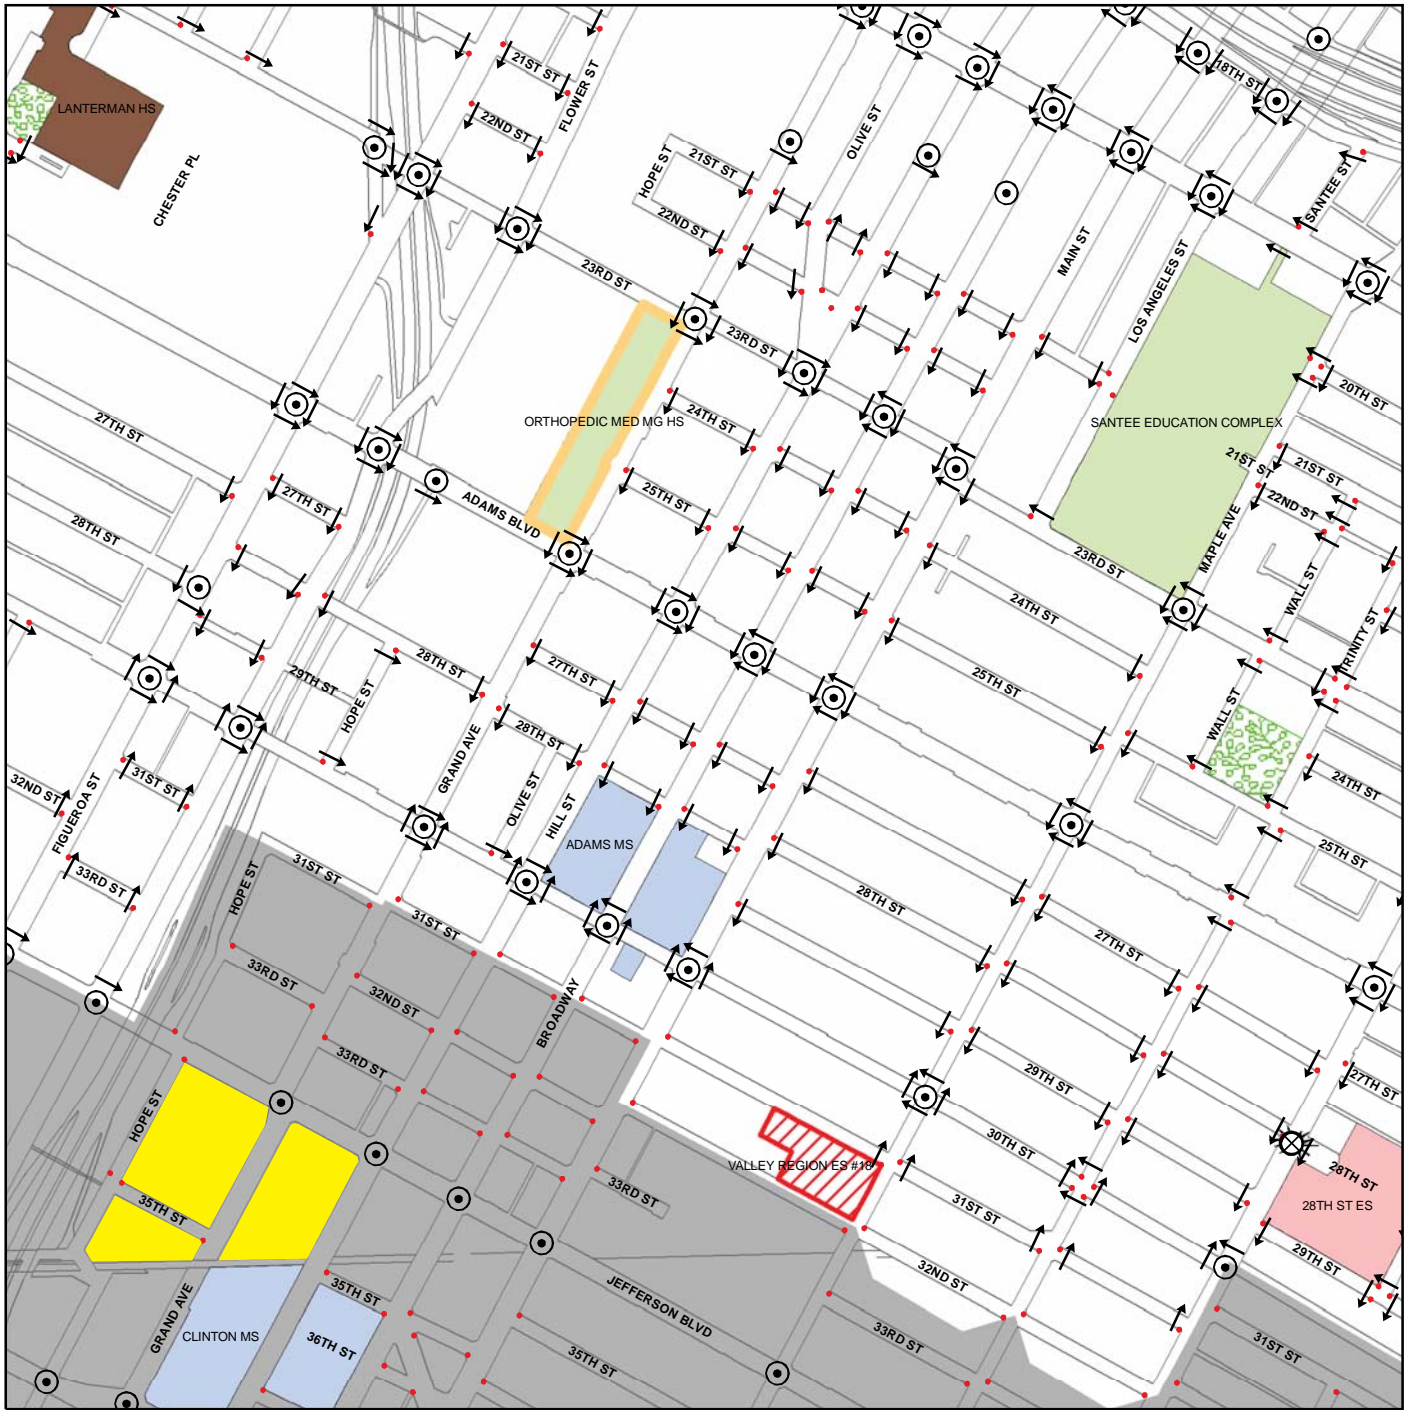 21ST ST
18TH ST
FLOWER ST
LANTERMAN HS
22ND ST
OLIVE ST
CHESTER PL
HOPE ST
21ST ST
SANTEE ST
22ND ST
MAIN ST
23RD ST
LOS ANGELES ST
23RD ST
20TH ST
27TH ST
ORTHOPEDIC MED MG HS
24TH ST
SANTEE EDUCATION COMPLEX
21ST ST
21ST ST
27TH ST
ADAMS BLVD
25TH ST
22ND ST
28TH ST
MAPLE AVE
23RD ST
WALL ST
24TH ST
TRINITY ST
28TH ST
27TH ST
29TH ST
HOPE ST
25TH ST
WALL ST
28TH ST
GRAND AVE
31ST ST
32ND ST
24TH ST
FIGUEROA ST
OLIVE ST
HILL ST
ADAMS MS
25TH ST
31ST ST
33RD ST
HOPE ST
28TH ST
31ST ST
27TH ST
33RD ST
32ND ST
BROADWAY
33RD ST
29TH ST
27TH ST
HOPE ST
30TH ST
VALLEY REGION ES #18
28TH ST
33RD ST
31ST ST
28TH ST ES
35TH ST
29TH ST
32ND ST
35TH ST
GRAND AVE
JEFFERSON BLVD
CLINTON MS
36TH ST
33RD ST
31ST ST
35TH ST